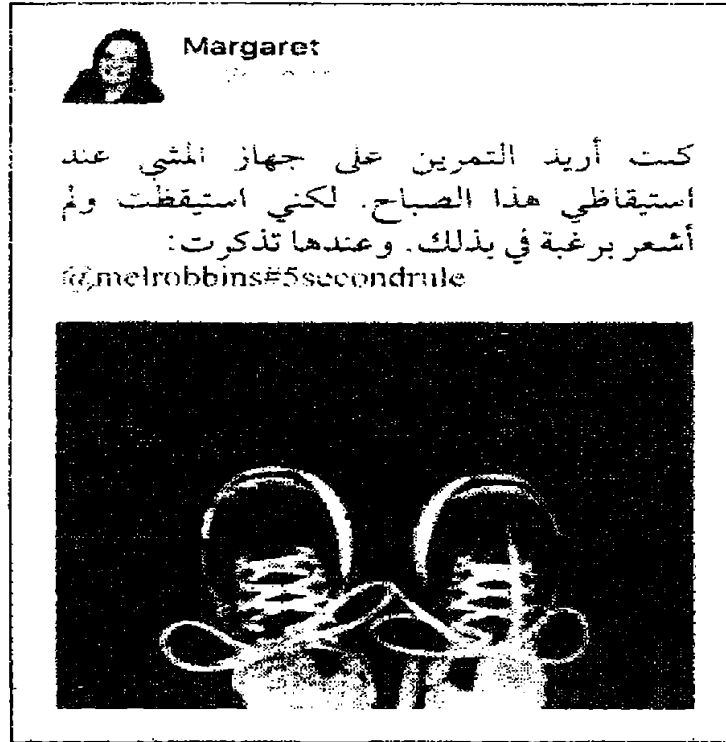 Margaret
كنت أريد التمرين على جهاز المشي عند
استيقاظي هذا الصباح. لكني استيقظت ولم
أشعر برغبة في بذلك. وعندها تذكرت:
@melrobbins#5secondrule